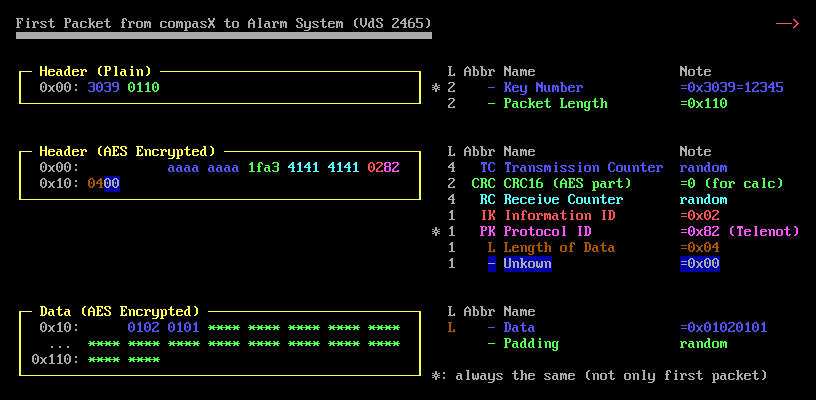 First Packet from compasX to Alarm System (VdS 2465) -->
Header (Plain)
0x00: 3039 0110
L Abbr Name Note
* 2 - Key Number =0x3039=12345
2 - Packet Length =0x110
Header (AES Encrypted)
0x00: aaaa aaaa 1fa3 4141 4141 0282
0x10: 0400
L Abbr Name Note
4 TC Transmission Counter random
2 CRC CRC16 (AES part) =0 (for calc)
4 RC Receive Counter random
1 IK Information ID =0x02
* 1 PK Protocol ID =0x82 (Telenot)
1 L Length of Data =0x04
1 - Unkown =0x00
Data (AES Encrypted)
0x10: 0102 0101 **** **** **** **** ****
... **** **** **** **** **** **** **** ****
0x110: **** ****
L Abbr Name Note
L - Data =0x01020101
- Padding random
*: always the same (not only first packet)